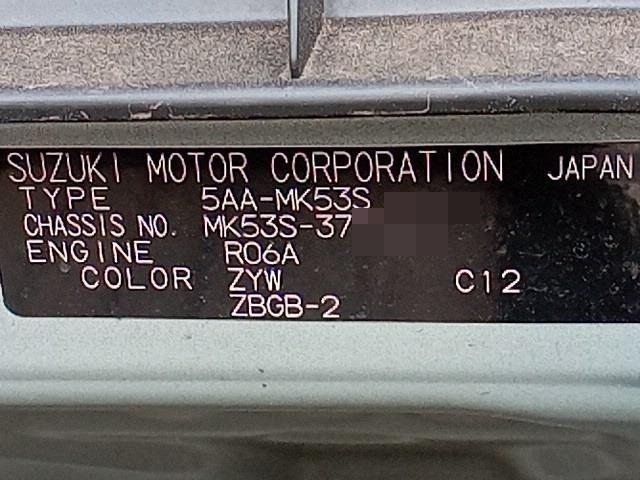 SUZUKI MOTOR CORPORATION JAPAN
TYPE 5AA-MK53S
CHASSIS NO. MK53S-37
ENGINE R06A
COLOR ZYW C12
ZBGB-2